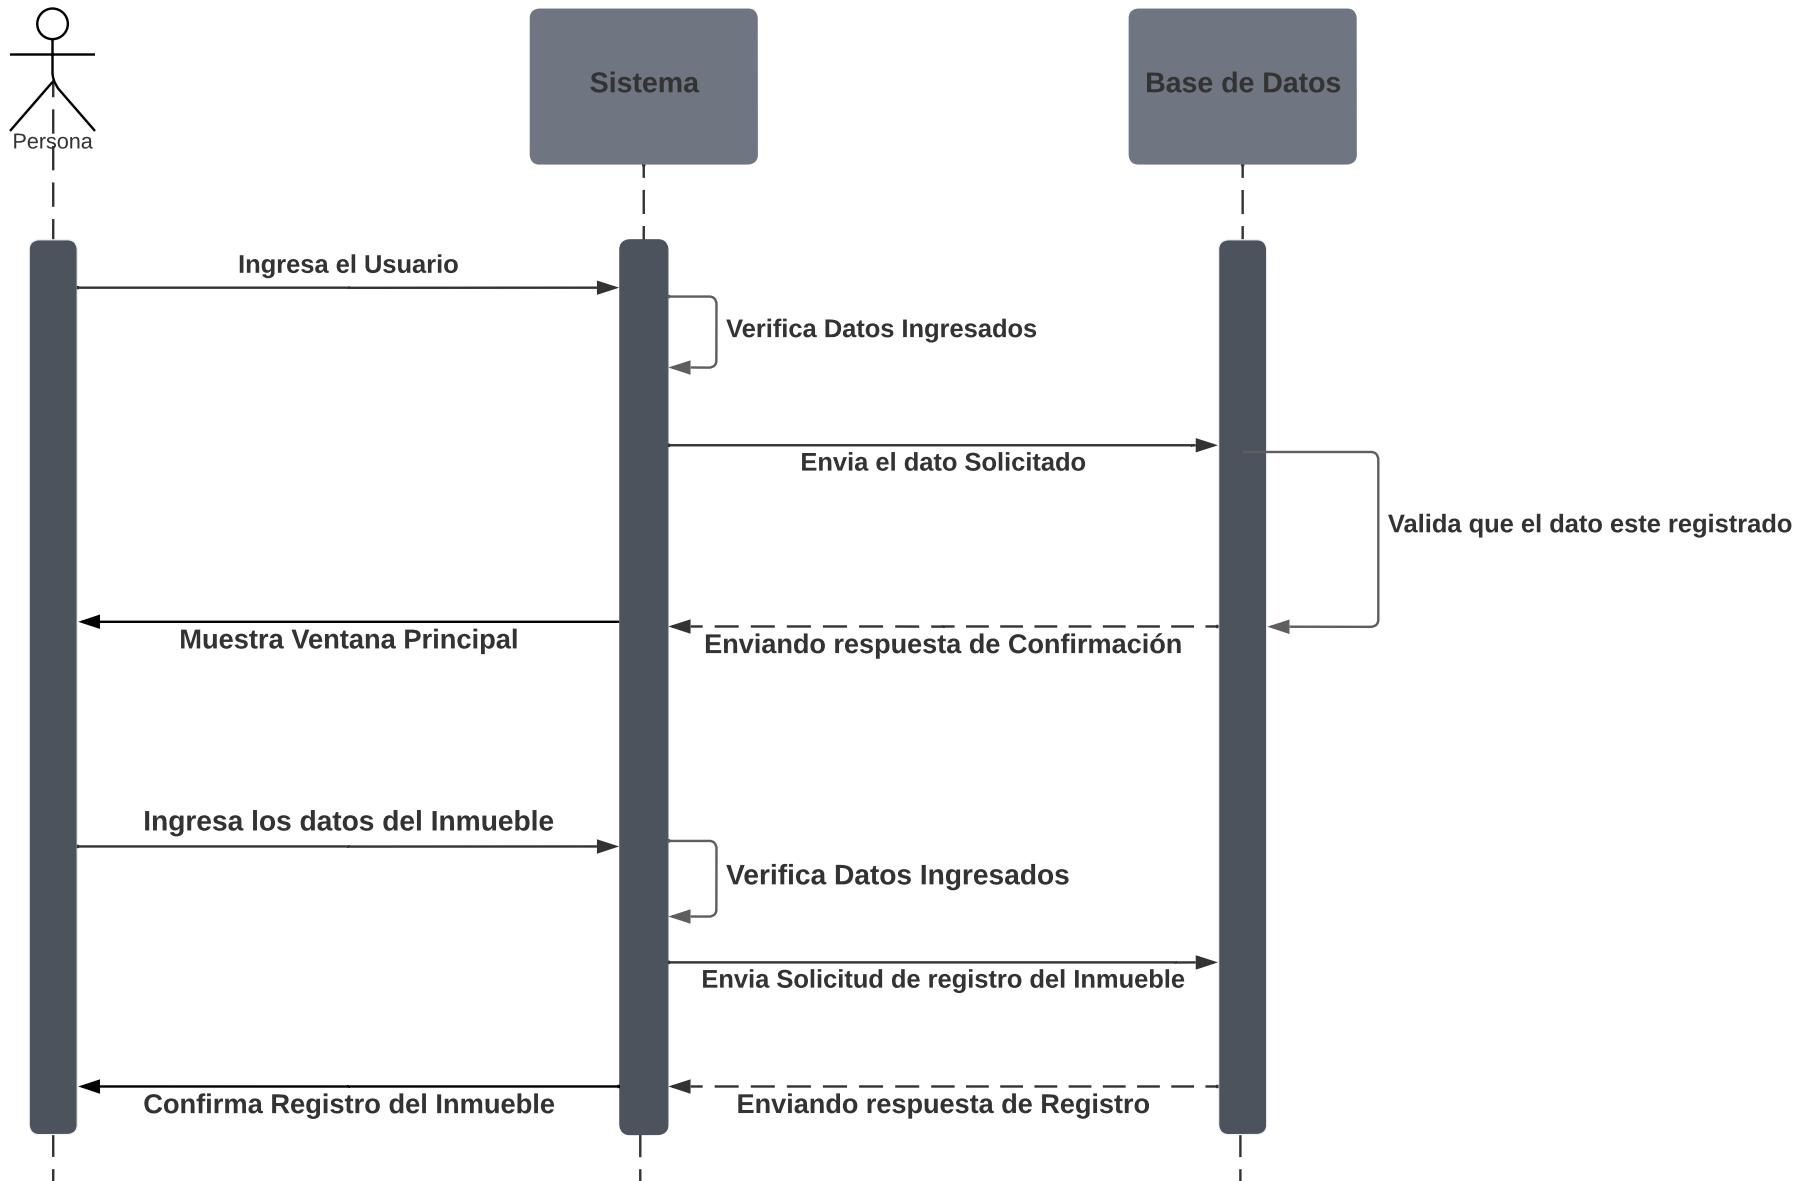 Sistema
Base de Datos
Persona
Ingresa el Usuario
Verifica Datos Ingresados
Envia el dato Solicitado
Valida que el dato este registrado
Muestra Ventana Principal
Enviando respuesta de Confirmación
Ingresa los datos del Inmueble
Verifica Datos Ingresados
Envia Solicitud de registro del Inmueble
Confirma Registro del Inmueble
Enviando respuesta de Registro